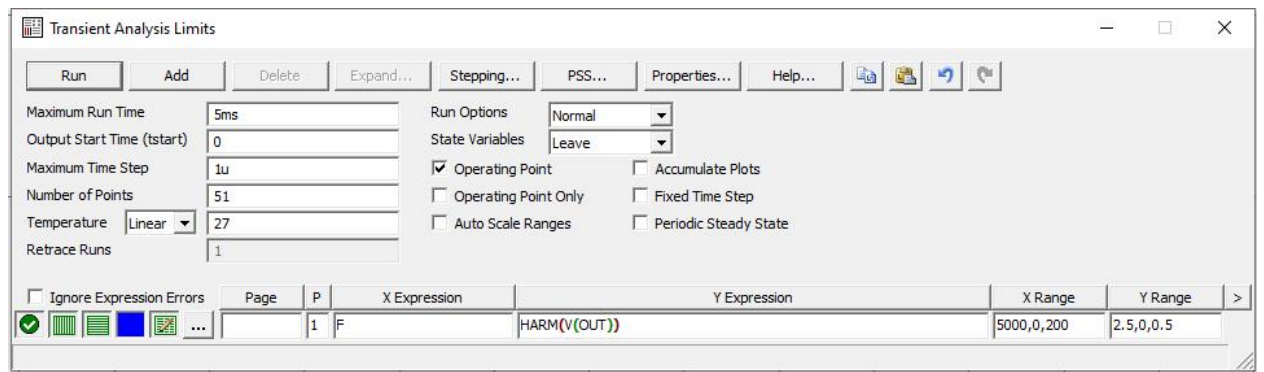 Transient Analysis Limits
Run Add Delete Expand... Stepping... PSS... Properties... Help...
Maximum Run Time 5ms Run Options Normal
Output Start Time (tstart) 0 State Variables Leave
Maximum Time Step 1u Operating Point Accumulate Plots
Number of Points 51 Operating Point Only Fixed Time Step
Temperature Linear 27 Auto Scale Ranges Periodic Steady State
Retrace Runs 1
Ignore Expression Errors Page P X Expression Y Expression X Range Y Range >
... 1 F HARM(V(OUT)) 5000,0,200 2.5,0,0.5